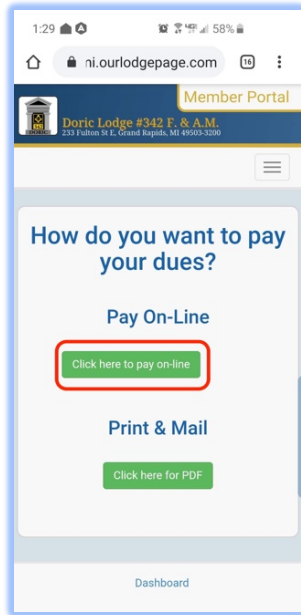 1:29 58%
ni.ourlodgepage.com 16
Member Portal
Doric Lodge #342 F. & A.M.
233 Fulton St E, Grand Rapids, MI 49503-3200
How do you want to pay
your dues?
Pay On-Line
Click here to pay on-line
Print & Mail
Click here for PDF
Dashboard